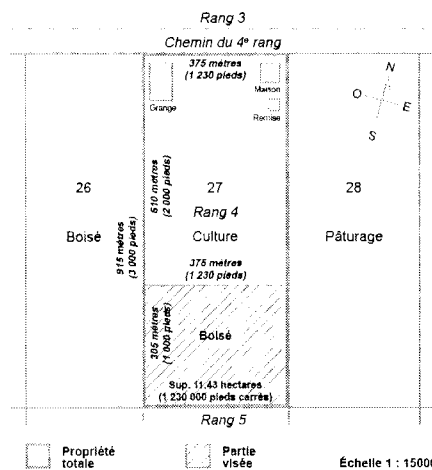 Rang 3
Chemin du 4e rang
375 mètres
(1 230 pieds)
Grange
Maison
Remise
N
O
E
S
610 mètres
(2 000 pieds)
26
27
28
Rang 4
Boisé
Culture
Pâturage
915 mètres
(3 000 pieds)
375 mètres
(1 230 pieds)
305 mètres
(1 000 pieds)
Boisé
Sup. 11,43 hectares
(1 230 000 pieds carrés)
Rang 5
Propriété
totale
Partie
visée
Échelle 1 : 15000